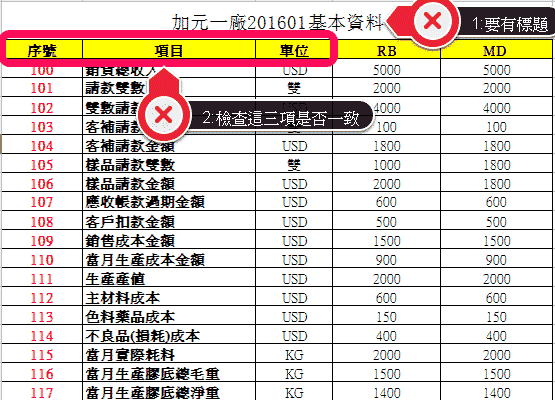 加元一廠201601基本資料
1:要有標題
序號 項目 單位 RB MD
100 銷貨總收入 USD 5000 5000
101 請款雙數 雙 2000 2000
102 雙數請款 USD 4000 4000
2.檢查這三項是否一致
103 客補請款 雙 100 100
104 客補請款金額 USD 1800 1800
105 樣品請款雙數 雙 1000 1800
106 樣品請款金額 USD 2000 1800
107 應收帳款過期金額 USD 600 600
108 客戶扣款金額 USD 500 500
109 銷售成本金額 USD 1500 1500
110 當月生產成本金額 USD 900 900
111 生產產值 USD 2000 2000
112 主材料成本 USD 600 600
113 色料藥品成本 USD 150 150
114 不良品(損耗)成本 USD 400 400
115 當月實際耗料 KG 2000 2000
116 當月生產膠底總毛重 KG 1500 1500
117 當月生產膠底總淨重 KG 1400 1400